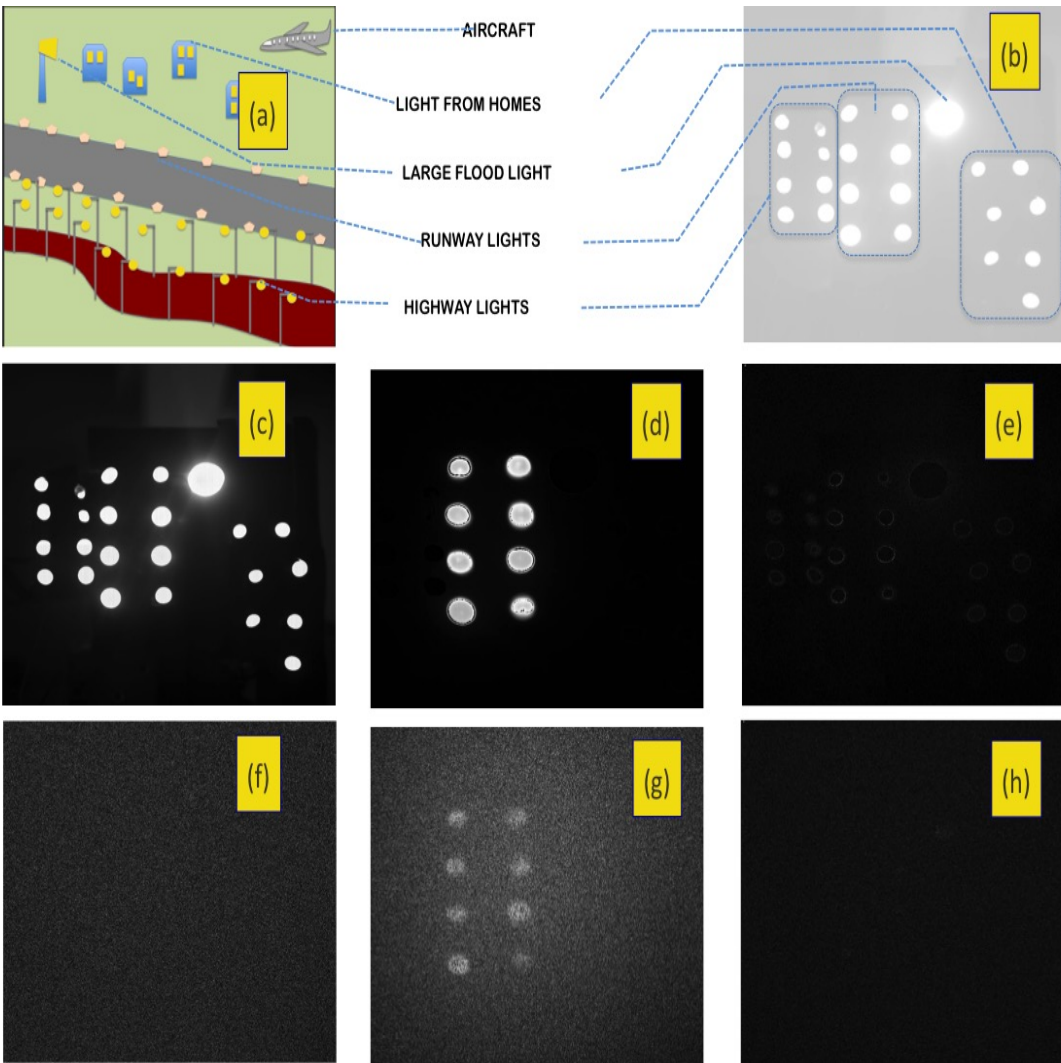 AIRCRAFT
(a)
(b)
LIGHT FROM HOMES
LARGE FLOOD LIGHT
RUNWAY LIGHTS
HIGHWAY LIGHTS
(c)
(d)
(e)
(f)
(g)
(h)